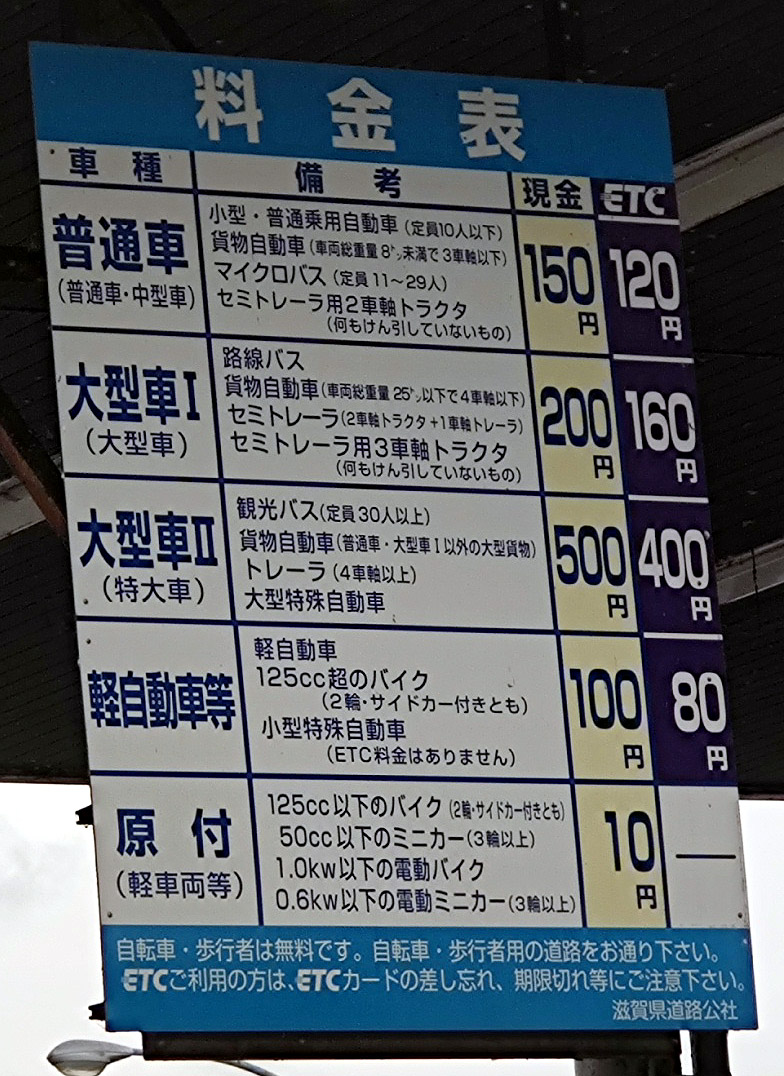 料金表
車種 備考 現金 ETC
普通車
(普通車・中型車)
小型・普通乗用自動車(定員10人以下)
貨物自動車(車両総重量8㌧未満で3車軸以下)
マイクロバス(定員11~29人)
セミトレーラ用2車軸トラクタ
(何もけん引していないもの)
150円
120円
大型車Ⅰ
(大型車)
路線バス
貨物自動車(車両総重量25㌧以下で4車軸以下)
セミトレーラ(2車軸トラクタ+1車軸トレーラ)
セミトレーラ用3車軸トラクタ
(何もけん引していないもの)
200円
160円
大型車Ⅱ
(特大車)
観光バス(定員30人以上)
貨物自動車(普通車・大型車Ⅰ以外の大型貨物)
トレーラ(4車軸以上)
大型特殊自動車
500円
400円
軽自動車等
軽自動車
125cc超のバイク
(2輪・サイドカー付きとも)
小型特殊自動車
(ETC料金はありません)
100円
80円
原付
(軽車両等)
125cc以下のバイク(2輪・サイドカー付きとも)
50cc以下のミニカー(3輪以上)
1.0kw以下の電動バイク
0.6kw以下の電動ミニカー(3輪以上)
10円
—
自転車・歩行者は無料です。自転車・歩行者用の道路をお通り下さい。
ETCご利用の方は、ETCカードの差し忘れ、期限切れ等にご注意下さい。
滋賀県道路公社